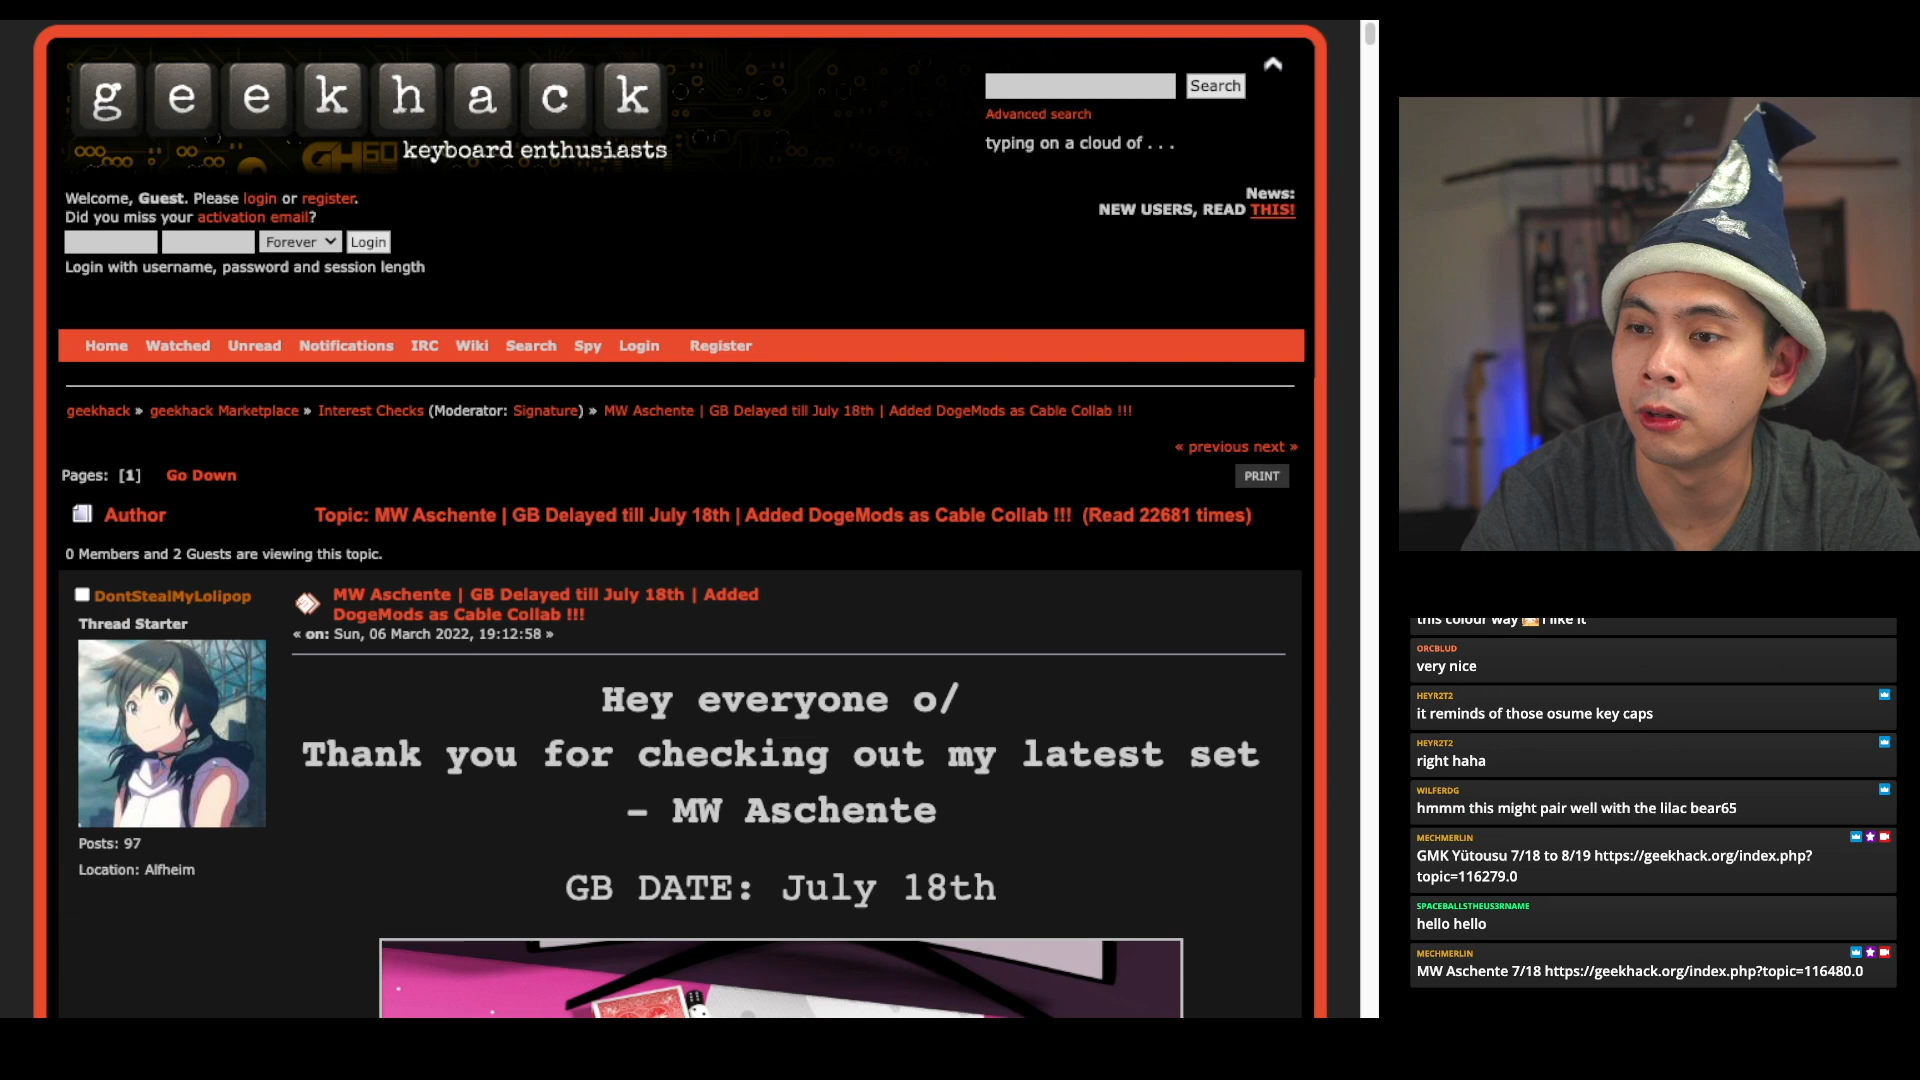 geekhack
GH60 keyboard enthusiasts
Search
Advanced search
typing on a cloud of . . .
Welcome, Guest. Please login or register.
Did you miss your activation email?
Forever Login
Login with username, password and session length
News:
NEW USERS, READ THIS!
Home Watched Unread Notifications IRC Wiki Search Spy Login Register
geekhack » geekhack Marketplace » Interest Checks (Moderator: Signature) » MW Aschente | GB Delayed till July 18th | Added DogeMods as Cable Collab !!!
« previous next »
Pages: [1] Go Down
PRINT
Author Topic: MW Aschente | GB Delayed till July 18th | Added DogeMods as Cable Collab !!! (Read 22681 times)
0 Members and 2 Guests are viewing this topic.
DontStealMyLolipop
Thread Starter
Posts: 97
Location: Alfheim
MW Aschente | GB Delayed till July 18th | Added
DogeMods as Cable Collab !!!
« on: Sun, 06 March 2022, 19:12:58 »
Hey everyone o/
Thank you for checking out my latest set
- MW Aschente
GB DATE: July 18th
this colour way I like it
ORCBLUD
very nice
HEYR2T2
it reminds of those osume key caps
HEYR2T2
right haha
WILFERDG
hmmm this might pair well with the lilac bear65
MECHMERLIN
GMK Yütousu 7/18 to 8/19 https://geekhack.org/index.php?
topic=116279.0
SPACEBALLSTHEUS3RNAME
hello hello
MECHMERLIN
MW Aschente 7/18 https://geekhack.org/index.php?topic=116480.0